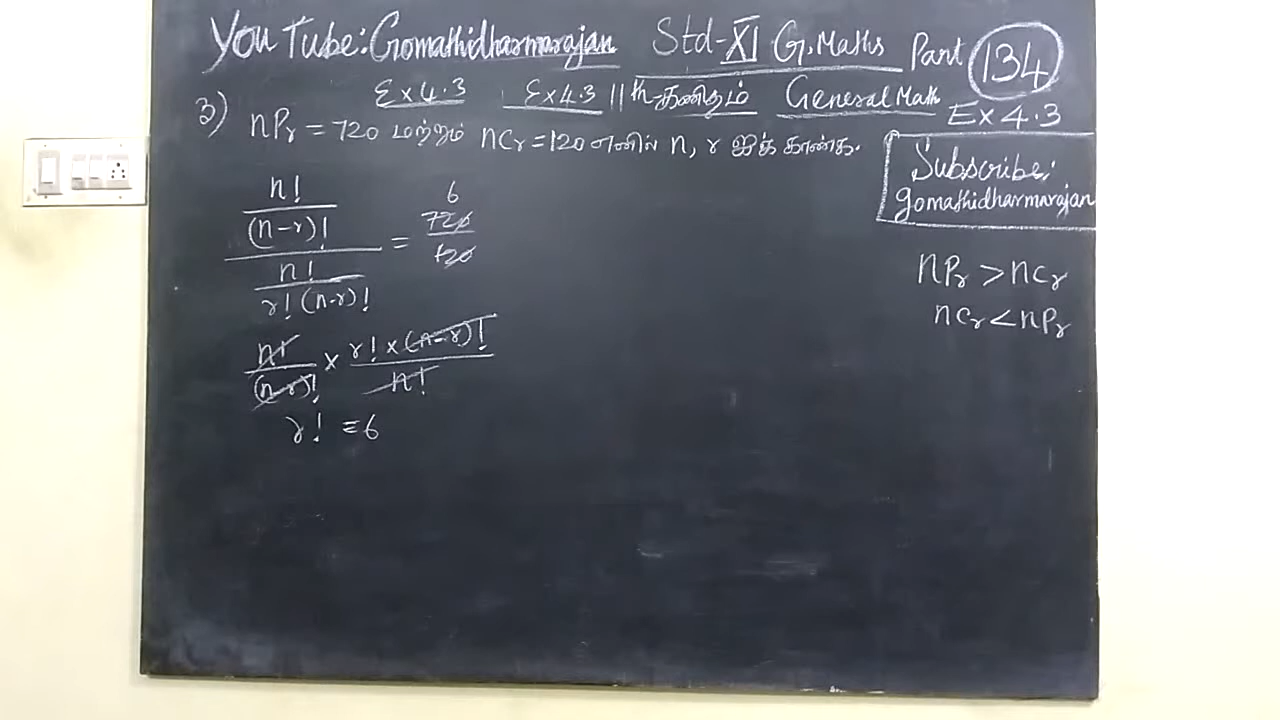 YouTube: Gomathidharmarajan Std-XI G.Maths Part 134
Ex 4.3 Ex 4.3 11th-கணிதம் General Math Ex 4.3
3) nPr = 720 மற்றும் nCr = 120 எனில் n, r ஐக் காண்க.
Subscribe:
gomathidharmarajan
n!
(n-r)!
n!
r! (n-r)!
=
6
720
120
nPr > nCr
nCr < nPr
n! × r! × (n-r)!
(n-r)! n!
r! = 6